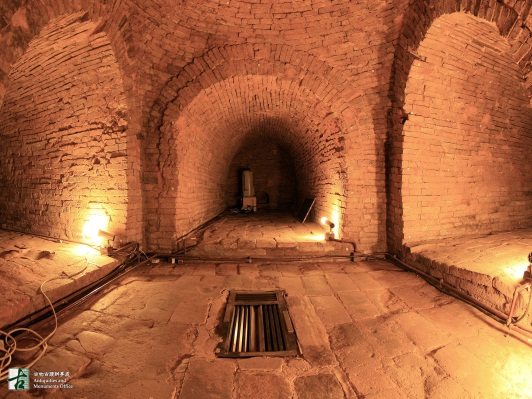 古物古蹟辦事處
Antiquities and
Monuments Office